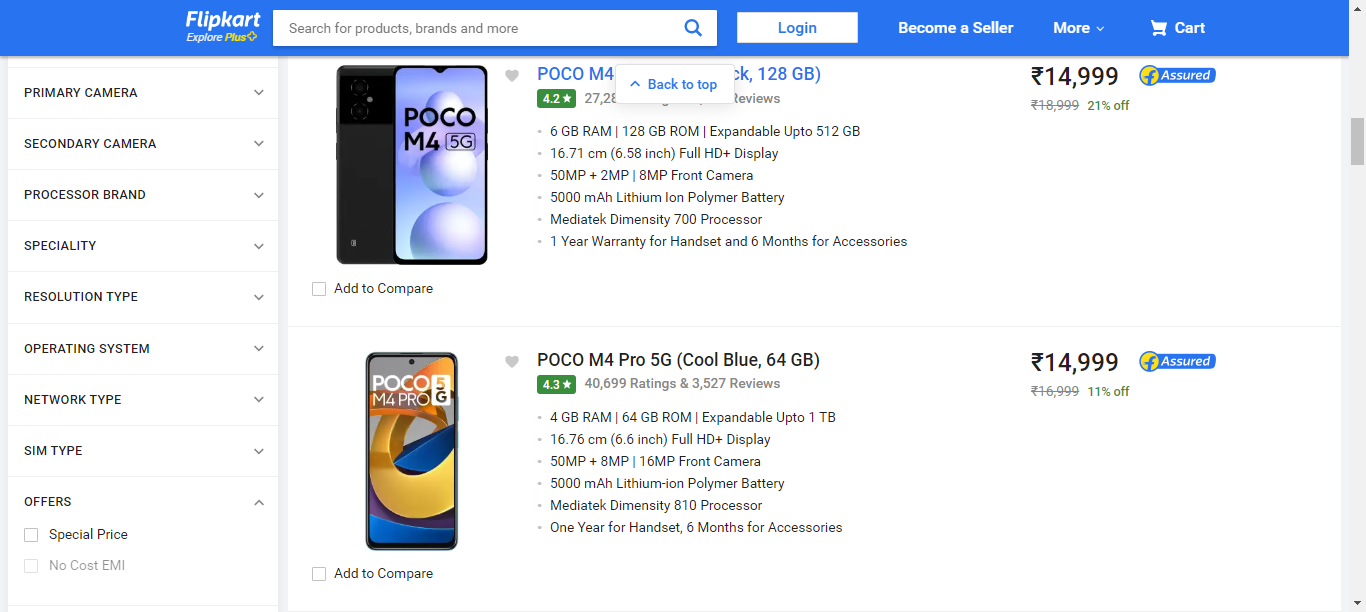 Flipkart
Explore Plus
Search for products, brands and more
Login
Become a Seller
More
Cart
PRIMARY CAMERA
SECONDARY CAMERA
PROCESSOR BRAND
SPECIALITY
RESOLUTION TYPE
OPERATING SYSTEM
NETWORK TYPE
SIM TYPE
OFFERS
Special Price
No Cost EMI
POCO
M4 5G
Add to Compare
POCO M4 128 GB)
Back to top
4.2★ Reviews
6 GB RAM | 128 GB ROM | Expandable Upto 512 GB
16.71 cm (6.58 inch) Full HD+ Display
50MP + 2MP | 8MP Front Camera
5000 mAh Lithium Ion Polymer Battery
Mediatek Dimensity 700 Processor
1 Year Warranty for Handset and 6 Months for Accessories
₹14,999
Assured
₹18,999 21% off
POCO 5
M4 PRO G
Add to Compare
POCO M4 Pro 5G (Cool Blue, 64 GB)
4.3★ 40,699 Ratings & 3,527 Reviews
4 GB RAM | 64 GB ROM | Expandable Upto 1 TB
16.76 cm (6.6 inch) Full HD+ Display
50MP + 8MP | 16MP Front Camera
5000 mAh Lithium-ion Polymer Battery
Mediatek Dimensity 810 Processor
One Year for Handset, 6 Months for Accessories
₹14,999
Assured
₹16,999 11% off